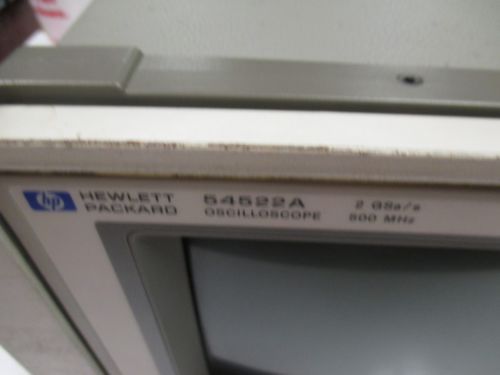 hp HEWLETT PACKARD 54522A OSCILLOSCOPE 2 GSa/s 500 MHz